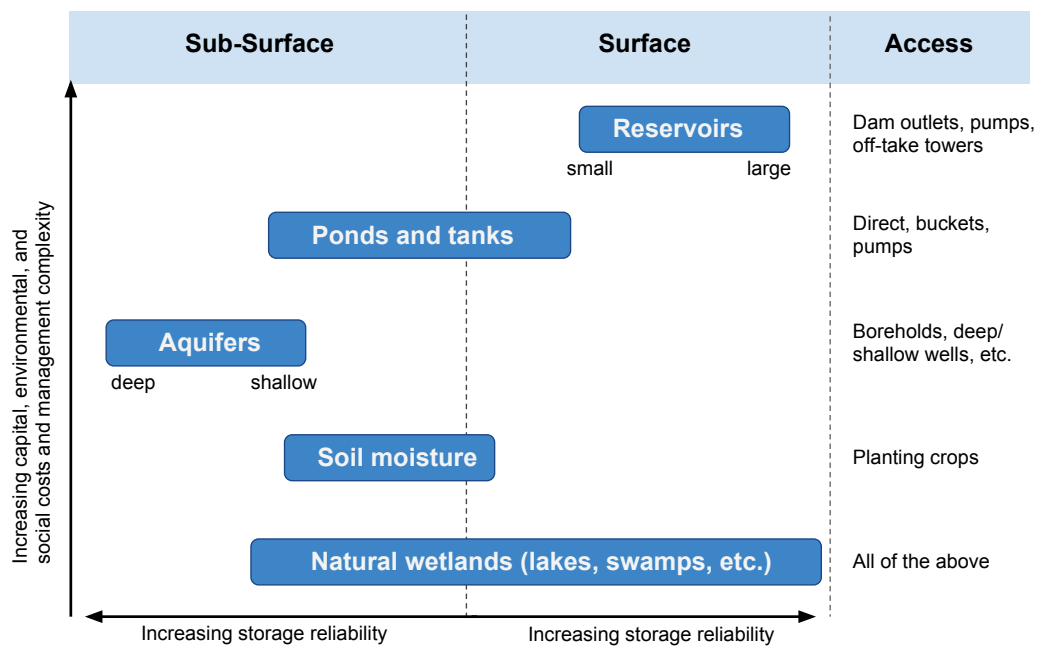 Sub-Surface
Surface
Access
Increasing capital, environmental, and
social costs and management complexity
Reservoirs
small
large
Dam outlets, pumps,
off-take towers
Ponds and tanks
Direct, buckets,
pumps
Aquifers
deep
shallow
Boreholds, deep/
shallow wells, etc.
Soil moisture
Planting crops
Natural wetlands (lakes, swamps, etc.)
All of the above
Increasing storage reliability
Increasing storage reliability